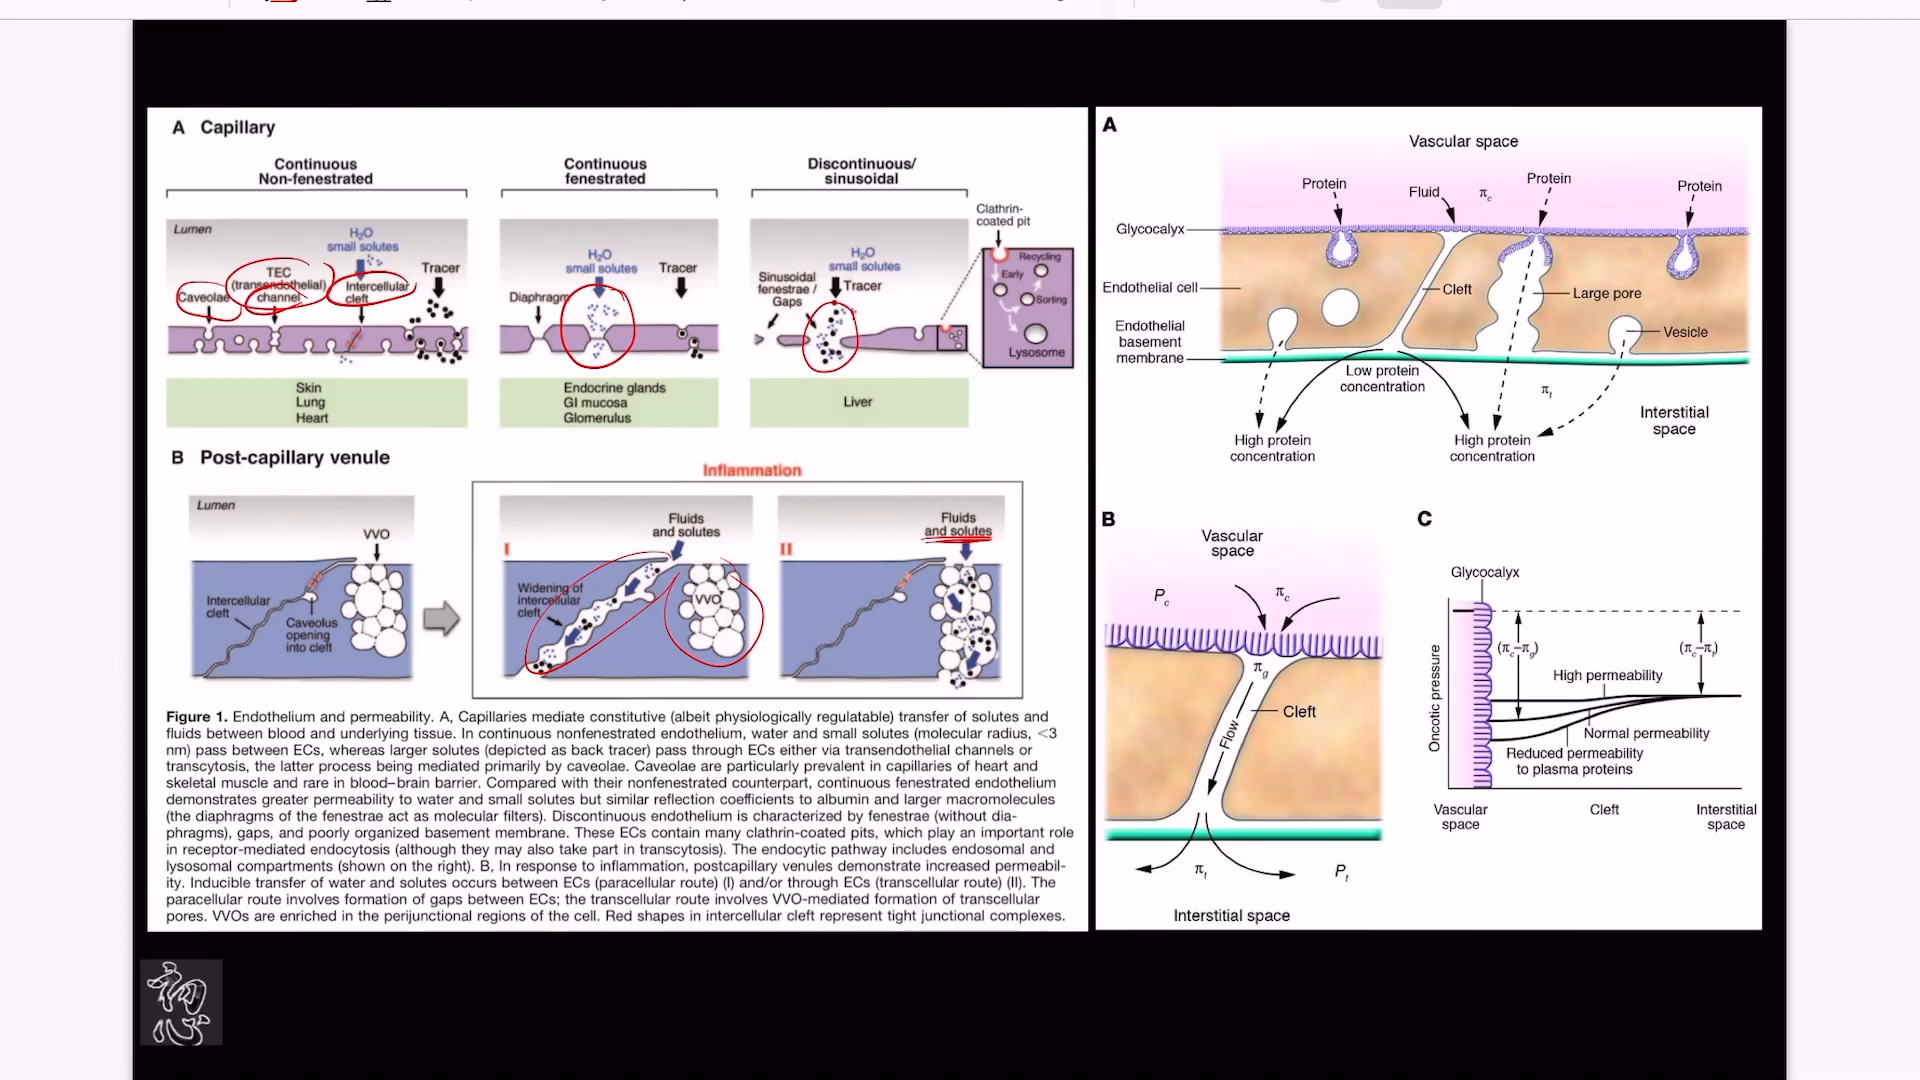 A Capillary
Continuous
Non-fenestrated
Continuous
fenestrated
Discontinuous/
sinusoidal
Lumen
H₂O
small solutes
TEC
(transendothelial)
channel
Caveolae
Intercellular
cleft
Tracer
H₂O
small solutes
Tracer
Diaphragm
H₂O
small solutes
Sinusoidal
fenestrae /
Gaps
Tracer
Clathrin-
coated pit
Recycling
Early
Sorting
Lysosome
Skin
Lung
Heart
Endocrine glands
GI mucosa
Glomerulus
Liver
B Post-capillary venule
Inflammation
Lumen
VVO
Intercellular
cleft
Caveolus
opening
into cleft
I
Fluids
and solutes
Widening of
intercellular
cleft
VVO
II
Fluids
and solutes
Figure 1. Endothelium and permeability. A, Capillaries mediate constitutive (albeit physiologically regulatable) transfer of solutes and
fluids between blood and underlying tissue. In continuous nonfenestrated endothelium, water and small solutes (molecular radius, <3
nm) pass between ECs, whereas larger solutes (depicted as back tracer) pass through ECs either via transendothelial channels or
transcytosis, the latter process being mediated primarily by caveolae. Caveolae are particularly prevalent in capillaries of heart and
skeletal muscle and rare in blood–brain barrier. Compared with their nonfenestrated counterpart, continuous fenestrated endothelium
demonstrates greater permeability to water and small solutes but similar reflection coefficients to albumin and larger macromolecules
(the diaphragms of the fenestrae act as molecular filters). Discontinuous endothelium is characterized by fenestrae (without dia-
phragms), gaps, and poorly organized basement membrane. These ECs contain many clathrin-coated pits, which play an important role
in receptor-mediated endocytosis (although they may also take part in transcytosis). The endocytic pathway includes endosomal and
lysosomal compartments (shown on the right). B, In response to inflammation, postcapillary venules demonstrate increased permeabil-
ity. Inducible transfer of water and solutes occurs between ECs (paracellular route) (I) and/or through ECs (transcellular route) (II). The
paracellular route involves formation of gaps between ECs; the transcellular route involves VVO-mediated formation of transcellular
pores. VVOs are enriched in the perijunctional regions of the cell. Red shapes in intercellular cleft represent tight junctional complexes.
A
Vascular space
Protein
Fluid
πc
Protein
Protein
Glycocalyx
Endothelial cell
Cleft
Large pore
Endothelial
basement
membrane
Vesicle
Low protein
concentration
πt
Interstitial
space
High protein
concentration
High protein
concentration
B
Vascular
space
Pc
πc
πg
Cleft
Flow
πt
Pt
Interstitial space
C
Glycocalyx
Oncotic pressure
(πc–πg)
(πc–πt)
High permeability
Normal permeability
Reduced permeability
to plasma proteins
Vascular
space
Cleft
Interstitial
space
初心